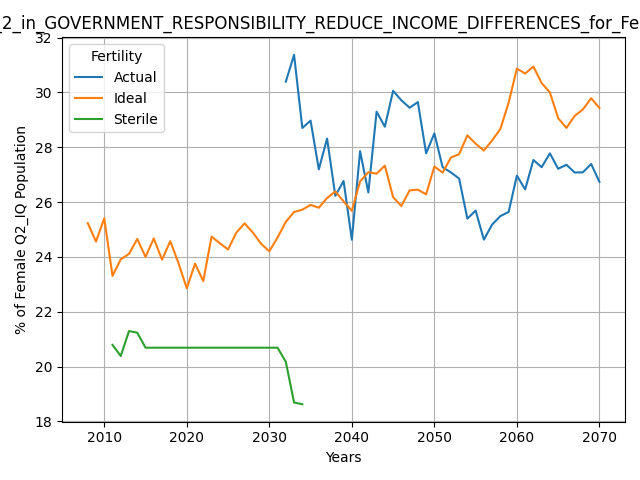 _2_in_GOVERNMENT_RESPONSIBILITY_REDUCE_INCOME_DIFFERENCES_for_Fe
Fertility
Actual
Ideal
Sterile
% of Female Q2_IQ Population
32
30
28
26
24
22
20
18
2010 2020 2030 2040 2050 2060 2070
Years